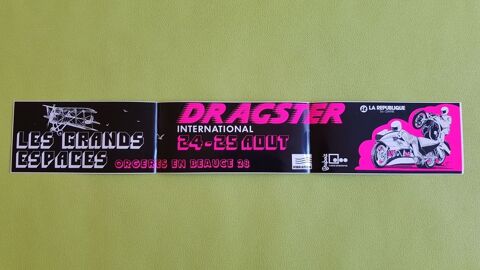 LES GRANDS
ESPACES
DRAGSTER
INTERNATIONAL
24-25 AOUT
ORGERES EN BEAUCE 28
LA REPUBLIQUE